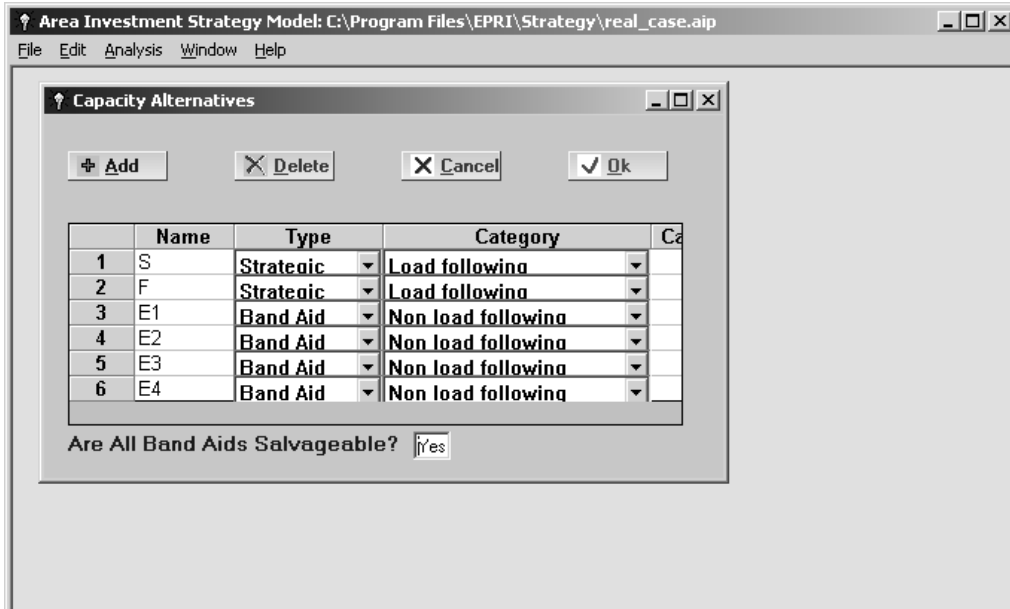 Area Investment Strategy Model: C:\Program Files\EPRI\Strategy\real_case.aip
File Edit Analysis Window Help
Capacity Alternatives
Add Delete Cancel Ok
Name Type Category Ca
1 S Strategic Load following
2 F Strategic Load following
3 E1 Band Aid Non load following
4 E2 Band Aid Non load following
5 E3 Band Aid Non load following
6 E4 Band Aid Non load following
Are All Band Aids Salvageable? Yes